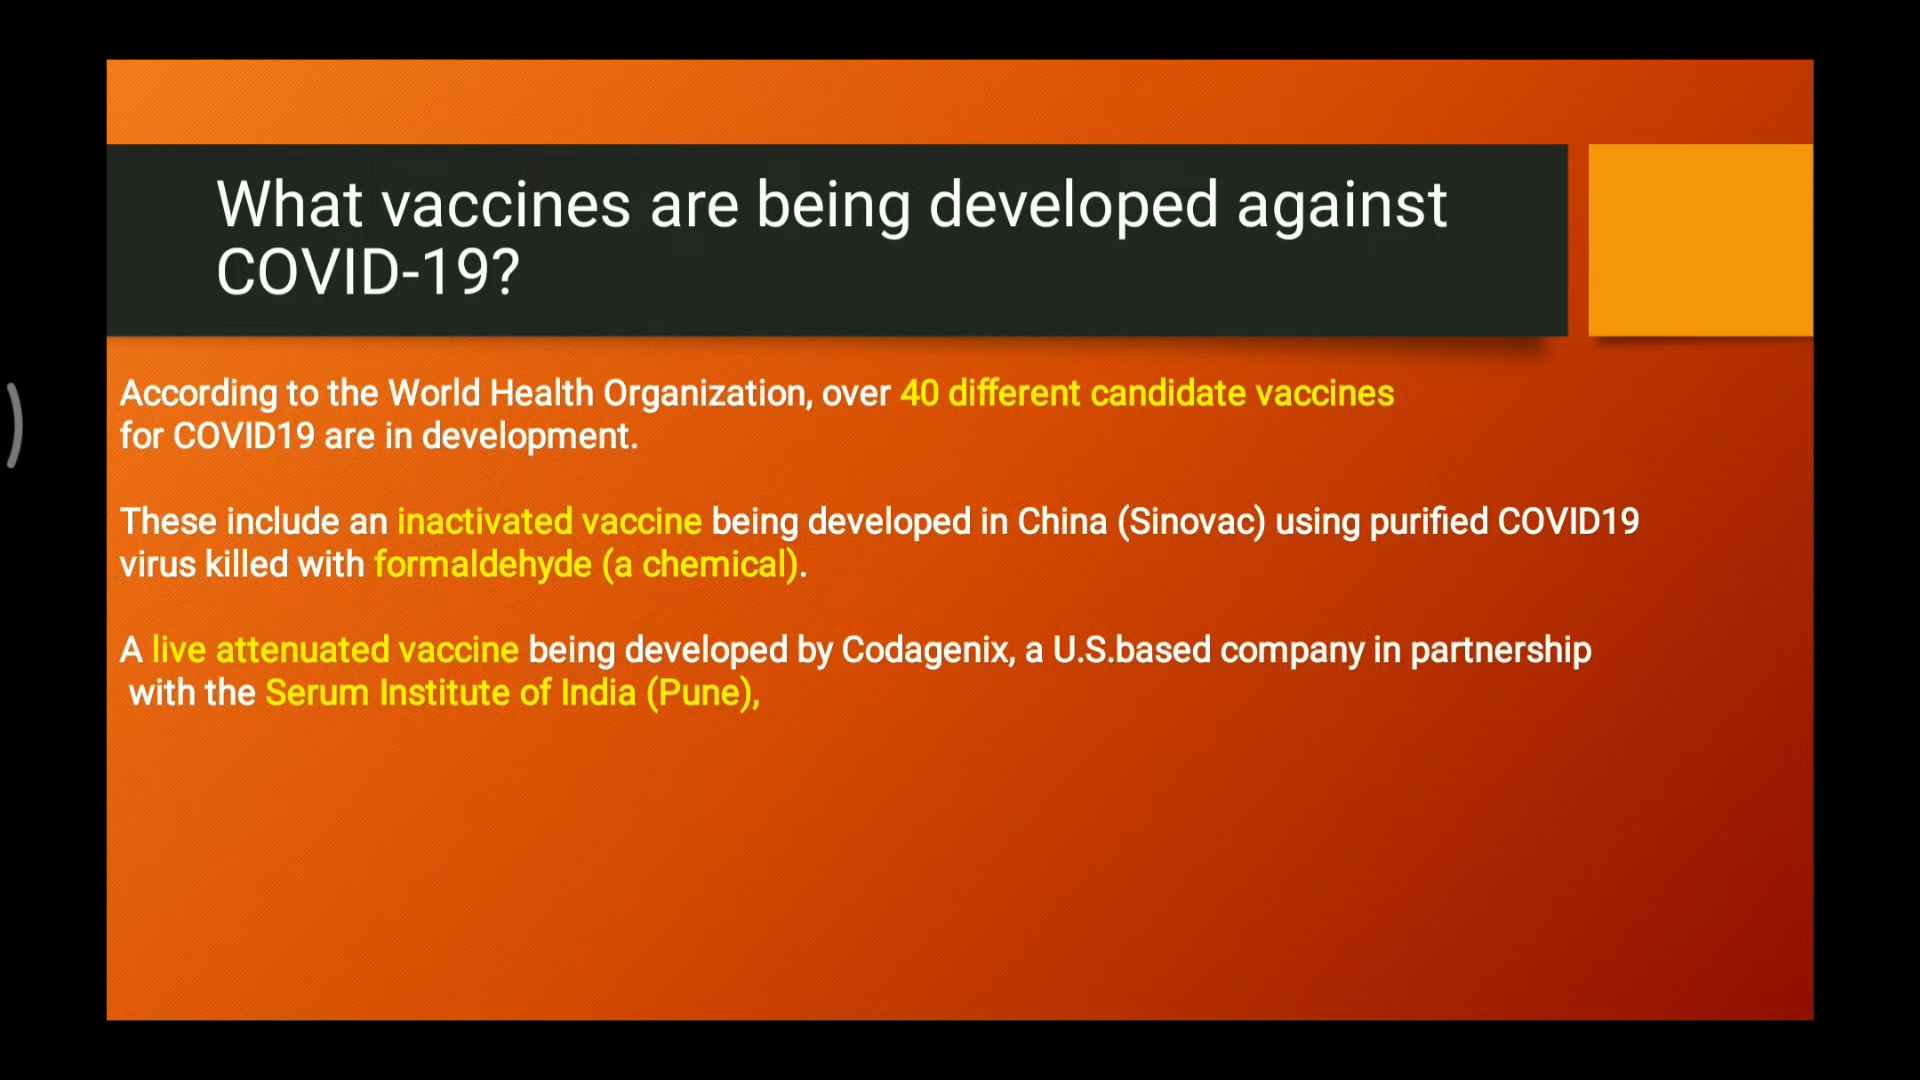 What vaccines are being developed against
COVID-19?
According to the World Health Organization, over 40 different candidate vaccines
for COVID19 are in development.
These include an inactivated vaccine being developed in China (Sinovac) using purified COVID19
virus killed with formaldehyde (a chemical).
A live attenuated vaccine being developed by Codagenix, a U.S.based company in partnership
with the Serum Institute of India (Pune),